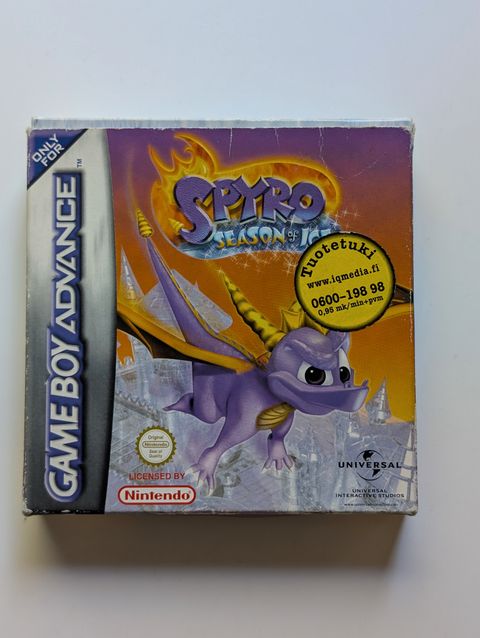 ONLY
FOR
GAME BOY ADVANCE™
SPYRO
SEASON of ICE
Tuotetuki
www.iqmedia.fi
0600-198 98
0,95 mk/min+pvm
Original
Nintendo
Seal of
Quality
LICENSED BY
Nintendo
UNIVERSAL
UNIVERSAL
INTERACTIVE STUDIOS